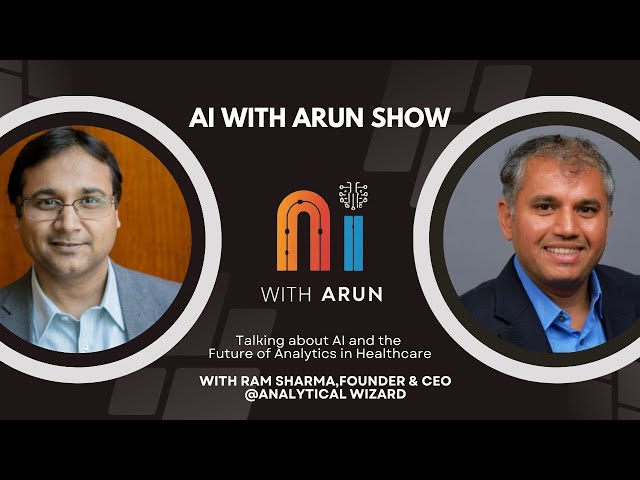 AI WITH ARUN SHOW
Ai
WITH ARUN
Talking about AI and the
Future of Analytics in Healthcare
WITH RAM SHARMA,FOUNDER & CEO
@ANALYTICAL WIZARD